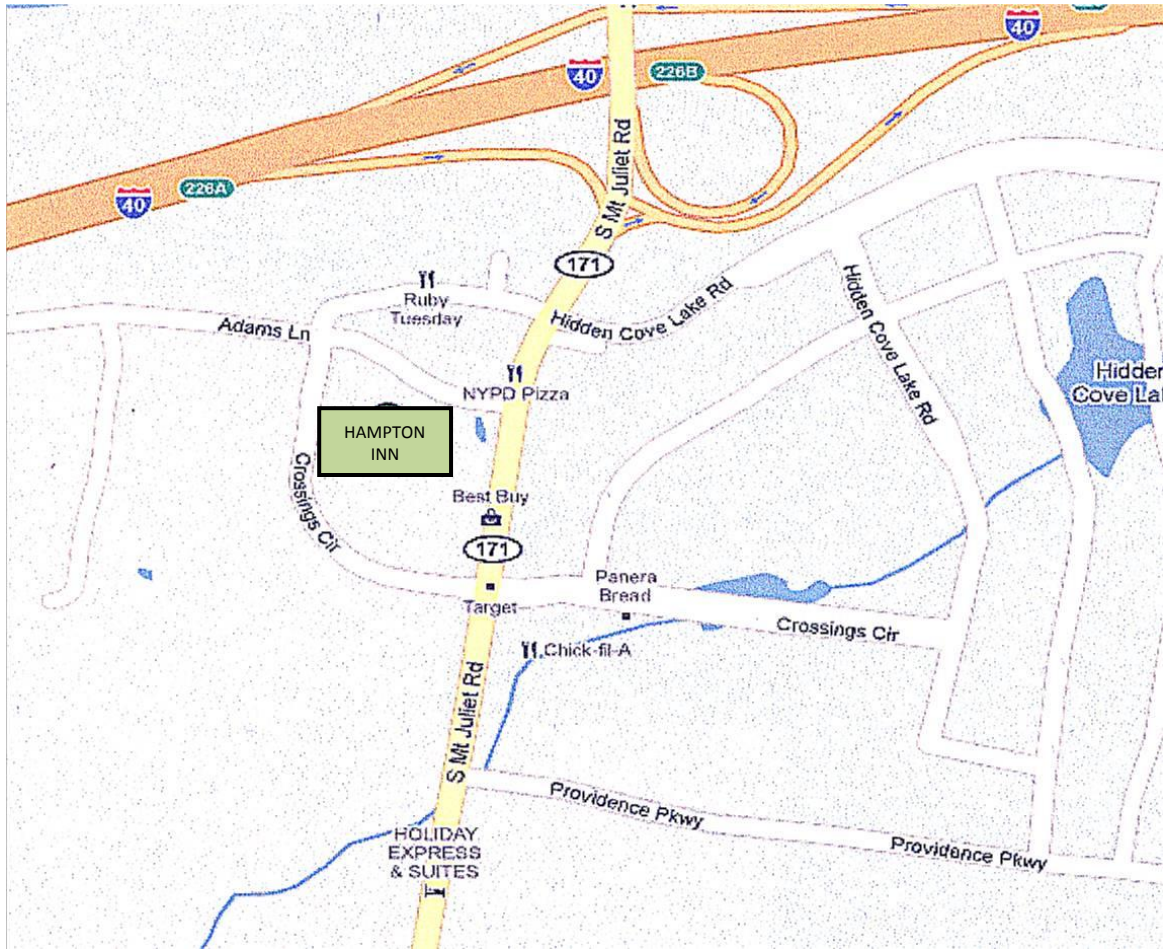 40
40
226B
S Mt Juliet Rd
40
226A
171
Ruby
Tuesday
Hidden Cove Lake Rd
Hidden Cove Lake Rd
Adams Ln
NYPD Pizza
Hidden
Cove La
HAMPTON
INN
Crossings Cir
Best Buy
171
Target
Panera
Bread
Crossings Cir
Chick-fil-A
S Mt Juliet Rd
Providence Pkwy
Providence Pkwy
HOLIDAY
EXPRESS
& SUITES